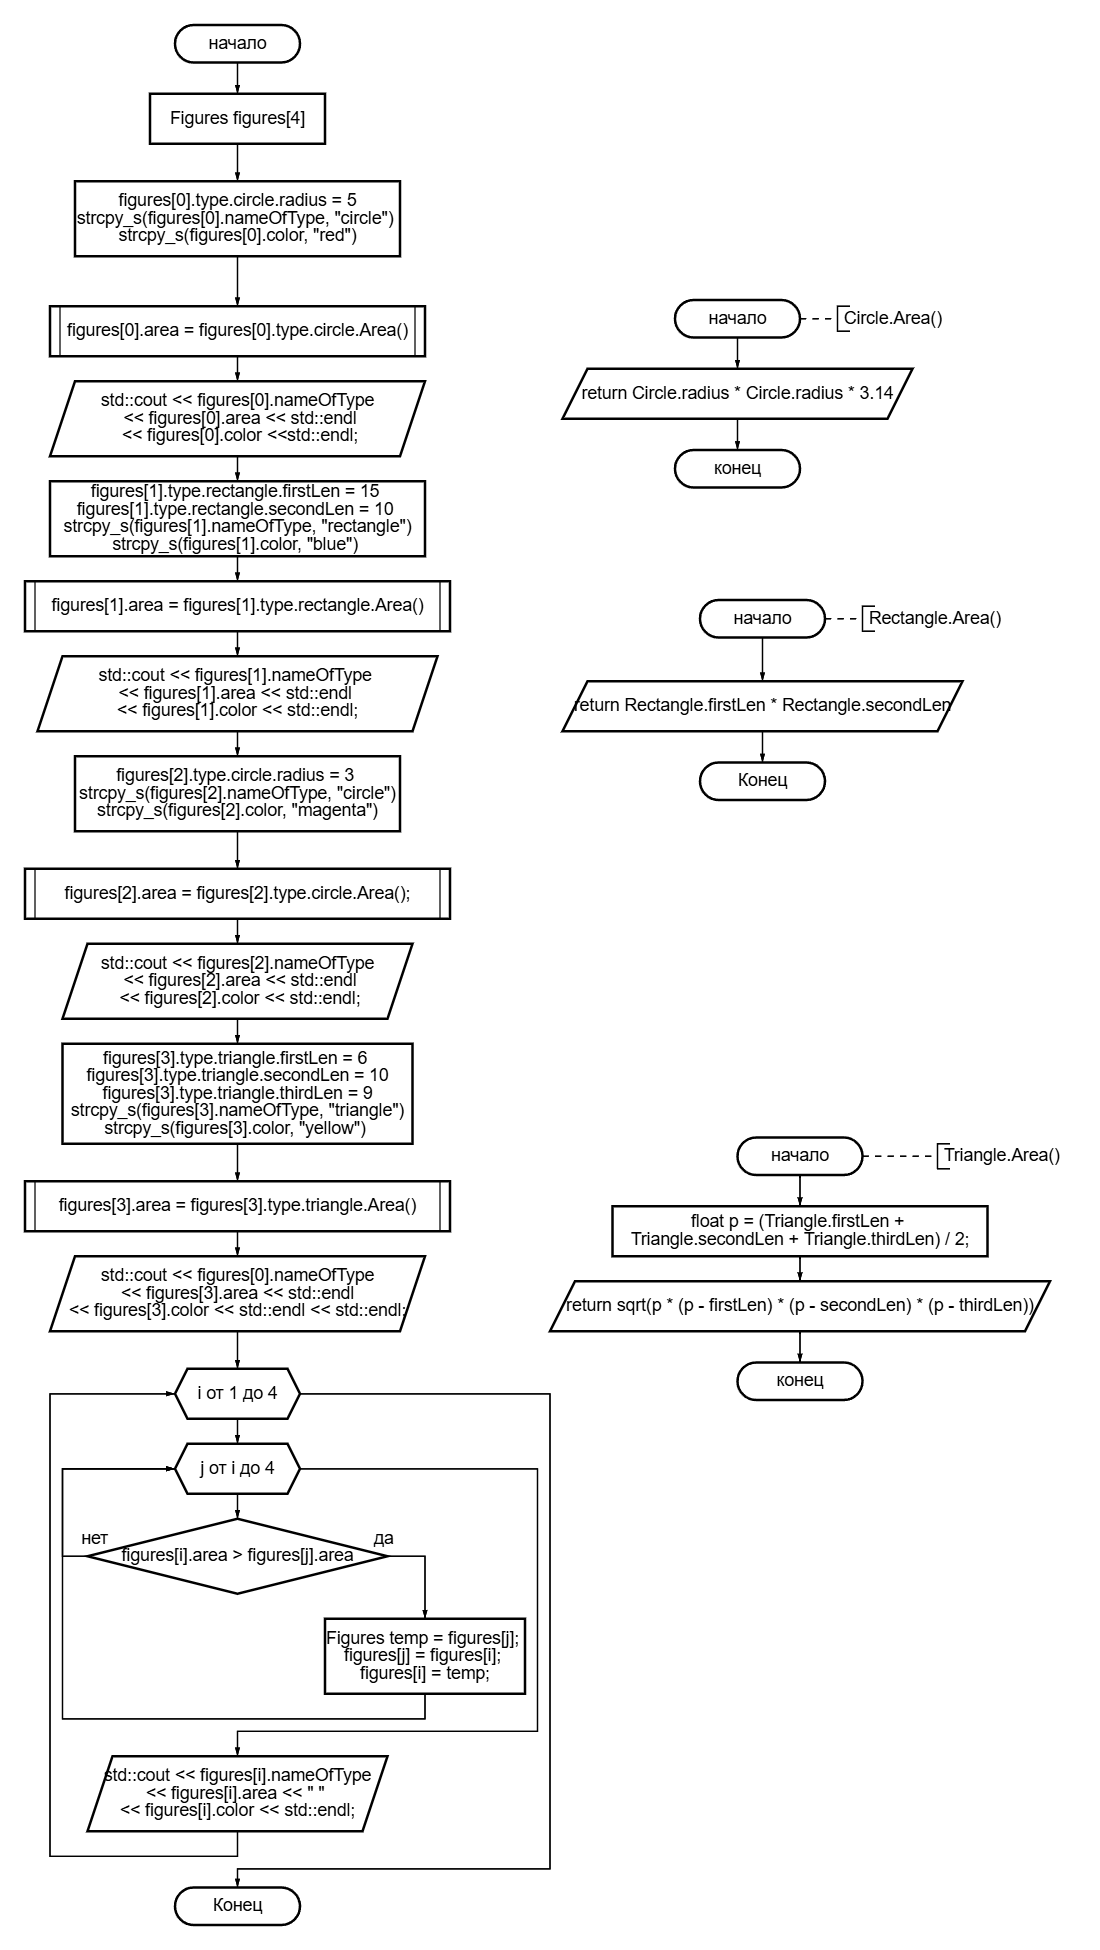 начало
Figures figures[4]
figures[0].type.circle.radius = 5
strcpy_s(figures[0].nameOfType, "circle")
strcpy_s(figures[0].color, "red")
figures[0].area = figures[0].type.circle.Area()
std::cout << figures[0].nameOfType
<< figures[0].area << std::endl
<< figures[0].color <<std::endl;
figures[1].type.rectangle.firstLen = 15
figures[1].type.rectangle.secondLen = 10
strcpy_s(figures[1].nameOfType, "rectangle")
strcpy_s(figures[1].color, "blue")
figures[1].area = figures[1].type.rectangle.Area()
std::cout << figures[1].nameOfType
<< figures[1].area << std::endl
<< figures[1].color << std::endl;
figures[2].type.circle.radius = 3
strcpy_s(figures[2].nameOfType, "circle")
strcpy_s(figures[2].color, "magenta")
figures[2].area = figures[2].type.circle.Area();
std::cout << figures[2].nameOfType
<< figures[2].area << std::endl
<< figures[2].color << std::endl;
figures[3].type.triangle.firstLen = 6
figures[3].type.triangle.secondLen = 10
figures[3].type.triangle.thirdLen = 9
strcpy_s(figures[3].nameOfType, "triangle")
strcpy_s(figures[3].color, "yellow")
figures[3].area = figures[3].type.triangle.Area()
std::cout << figures[0].nameOfType
<< figures[3].area << std::endl
<< figures[3].color << std::endl << std::endl;
i от 1 до 4
j от i до 4
нет
figures[i].area > figures[j].area
да
Figures temp = figures[j];
figures[j] = figures[i];
figures[i] = temp;
std::cout << figures[i].nameOfType
<< figures[i].area << " "
<< figures[i].color << std::endl;
Конец
начало
Circle.Area()
return Circle.radius * Circle.radius * 3.14
конец
начало
Rectangle.Area()
return Rectangle.firstLen * Rectangle.secondLen
Конец
начало
Triangle.Area()
float p = (Triangle.firstLen +
Triangle.secondLen + Triangle.thirdLen) / 2;
return sqrt(p * (p - firstLen) * (p - secondLen) * (p - thirdLen))
конец